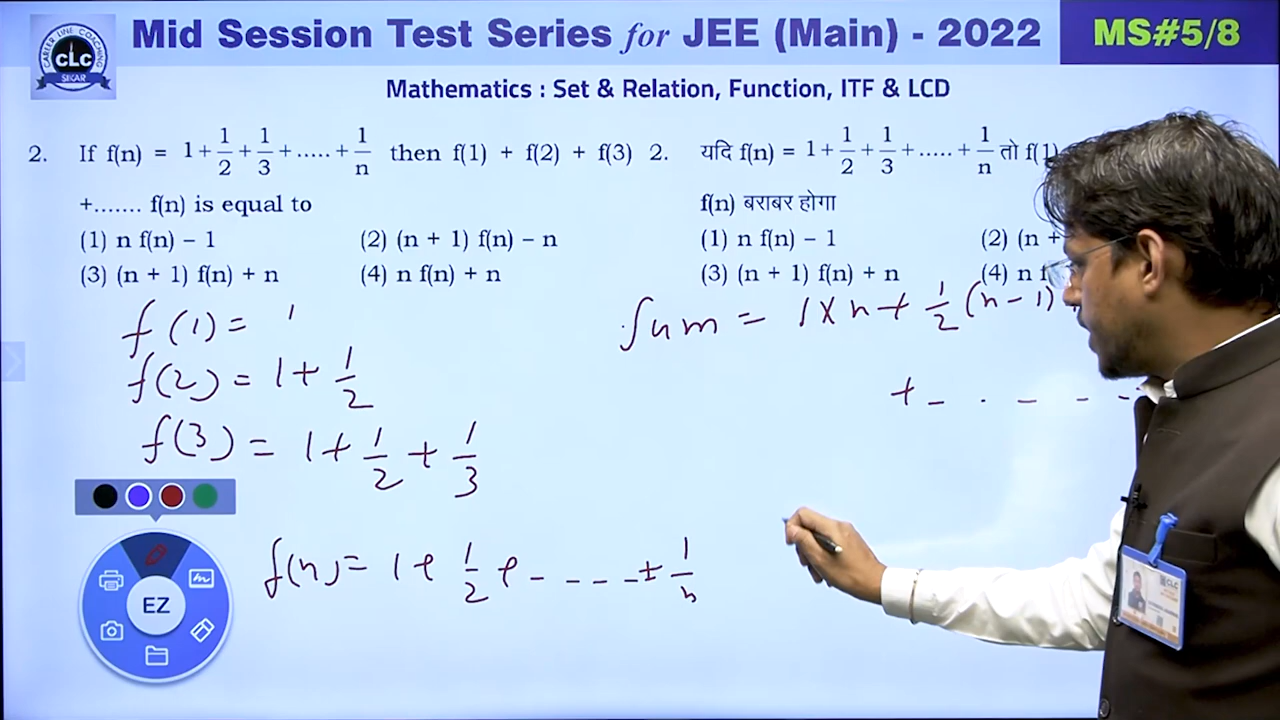 CAREER LINE COACHING
CLC
SIKAR
Mid Session Test Series for JEE (Main) - 2022
MS#5/8
Mathematics : Set & Relation, Function, ITF & LCD
2. If f(n) = 1 + 1/2 + 1/3 + ..... + 1/n then f(1) + f(2) + f(3)
+....... f(n) is equal to
(1) n f(n) – 1 (2) (n + 1) f(n) – n
(3) (n + 1) f(n) + n (4) n f(n) + n
2. यदि f(n) = 1 + 1/2 + 1/3 + ..... + 1/n तो f(1)
f(n) बराबर होगा
(1) n f(n) – 1 (2) (n +
(3) (n + 1) f(n) + n (4) n f
f(1) = 1
f(2) = 1 + 1/2
f(3) = 1 + 1/2 + 1/3
f(n) = 1 + 1/2 + - - - - + 1/n
Sum = 1 × n + 1/2 (n - 1) +
+ - . - - -
EZ
CLC